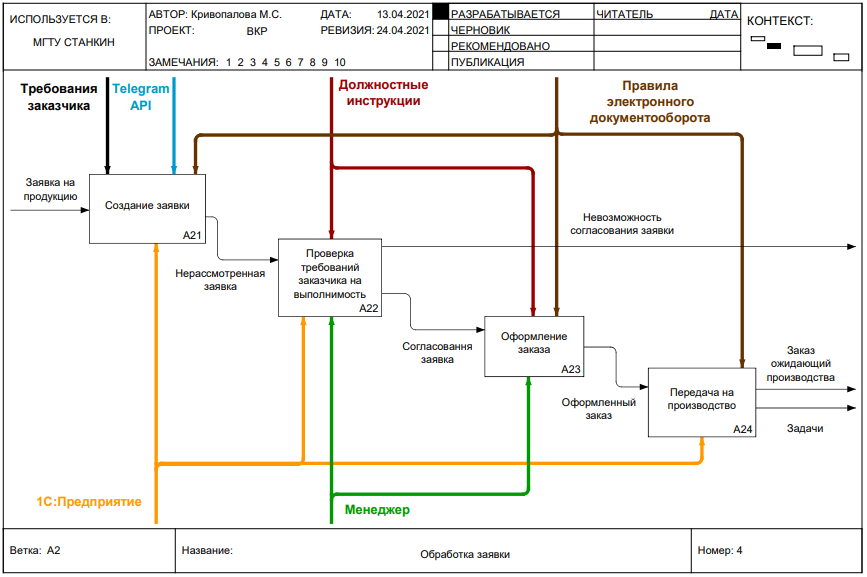 ИСПОЛЬЗУЕТСЯ В:
МГТУ СТАНКИН
АВТОР: Кривопалова М.С.
ДАТА: 13.04.2021
ПРОЕКТ: ВКР
РЕВИЗИЯ: 24.04.2021
ЗАМЕЧАНИЯ: 1 2 3 4 5 6 7 8 9 10
РАЗРАБАТЫВАЕТСЯ
ЧЕРНОВИК
РЕКОМЕНДОВАНО
ПУБЛИКАЦИЯ
ЧИТАТЕЛЬ
ДАТА
КОНТЕКСТ:
Требования
заказчика
Telegram
API
Должностные
инструкции
Правила
электронного
документооборота
Заявка на
продукцию
Создание заявки
A21
Нерассмотренная
заявка
Проверка
требований
заказчика на
выполнимость
A22
Невозможность
согласования заявки
Согласовання
заявка
Оформление
заказа
A23
Оформленный
заказ
Передача на
производство
A24
Заказ
ожидающий
производства
Задачи
1С:Предприятие
Менеджер
Ветка: A2
Название:
Обработка заявки
Номер: 4